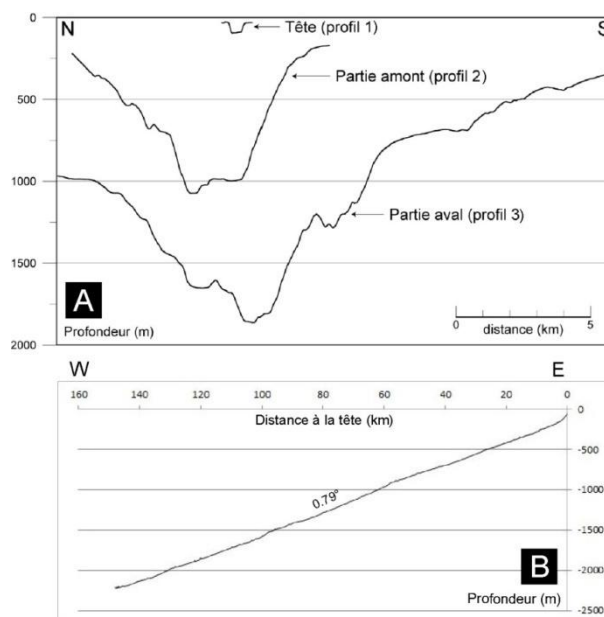 0
N
S
Tête (profil 1)
Partie amont (profil 2)
500
1000
Partie aval (profil 3)
1500
A
Profondeur (m)
0
5
distance (km)
2000
W
E
160
140
120
100
80
60
40
20
0
Distance à la tête (km)
0
-500
0.79°
-1000
-1500
-2000
B
Profondeur (m)
-2500